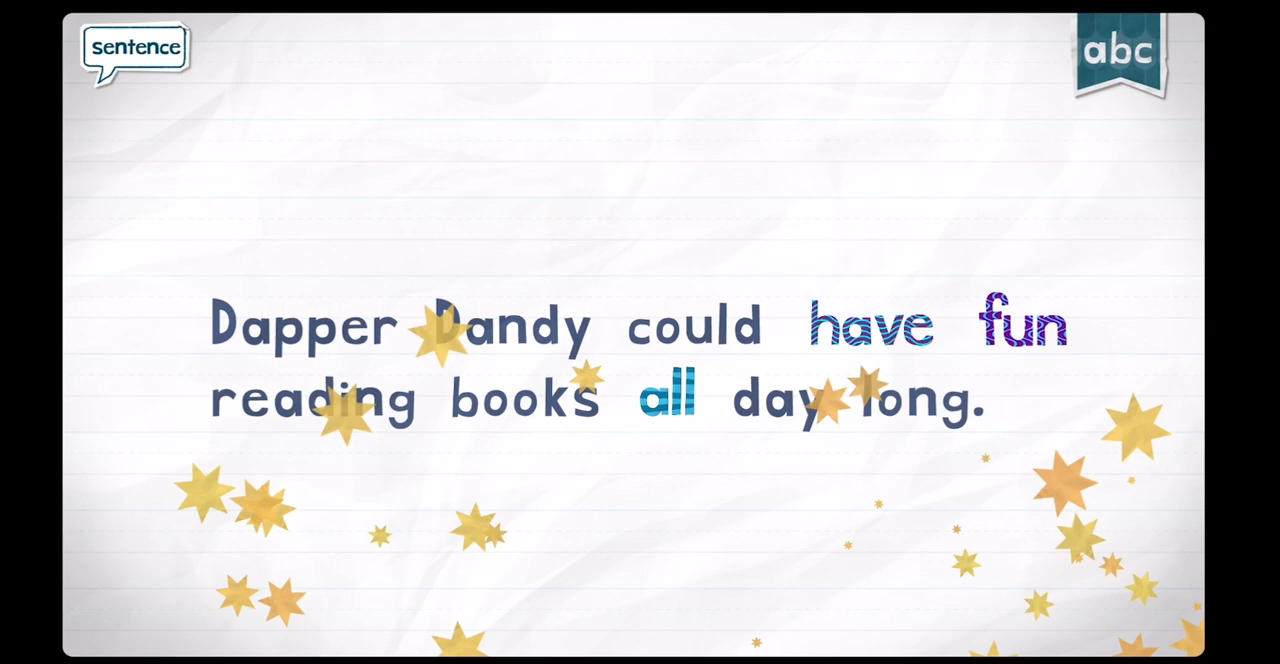 sentence
abc
Dapper Dandy could have fun
reading books all day long.